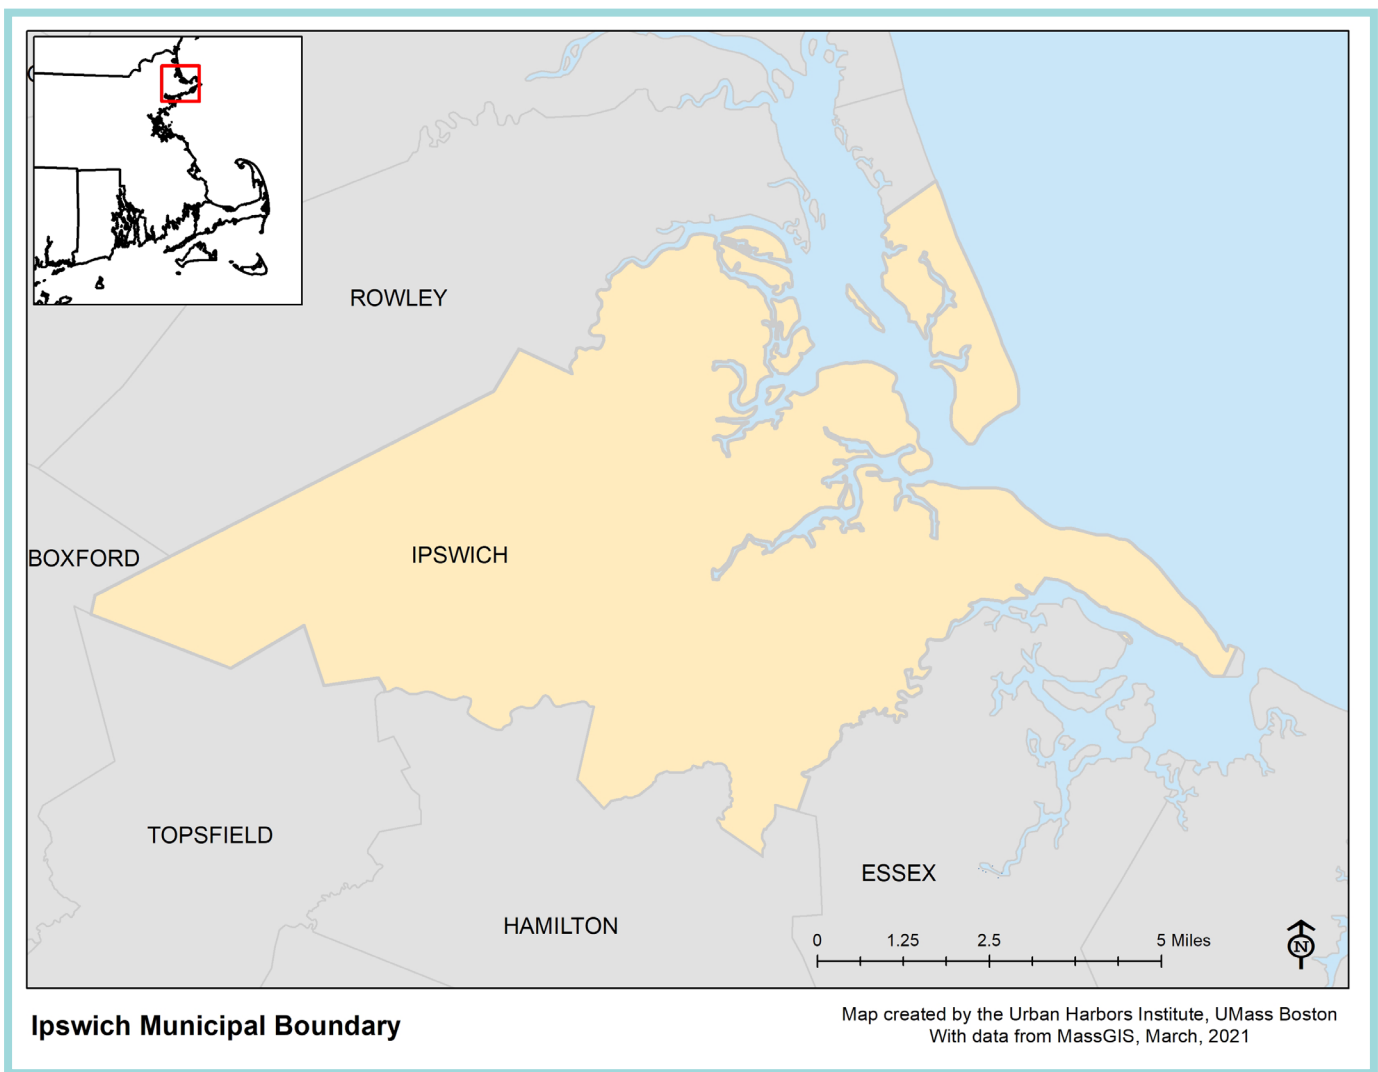 ROWLEY
BOXFORD
IPSWICH
TOPSFIELD
ESSEX
HAMILTON
0 1.25 2.5 5 Miles
N
Ipswich Municipal Boundary
Map created by the Urban Harbors Institute, UMass Boston
With data from MassGIS, March, 2021